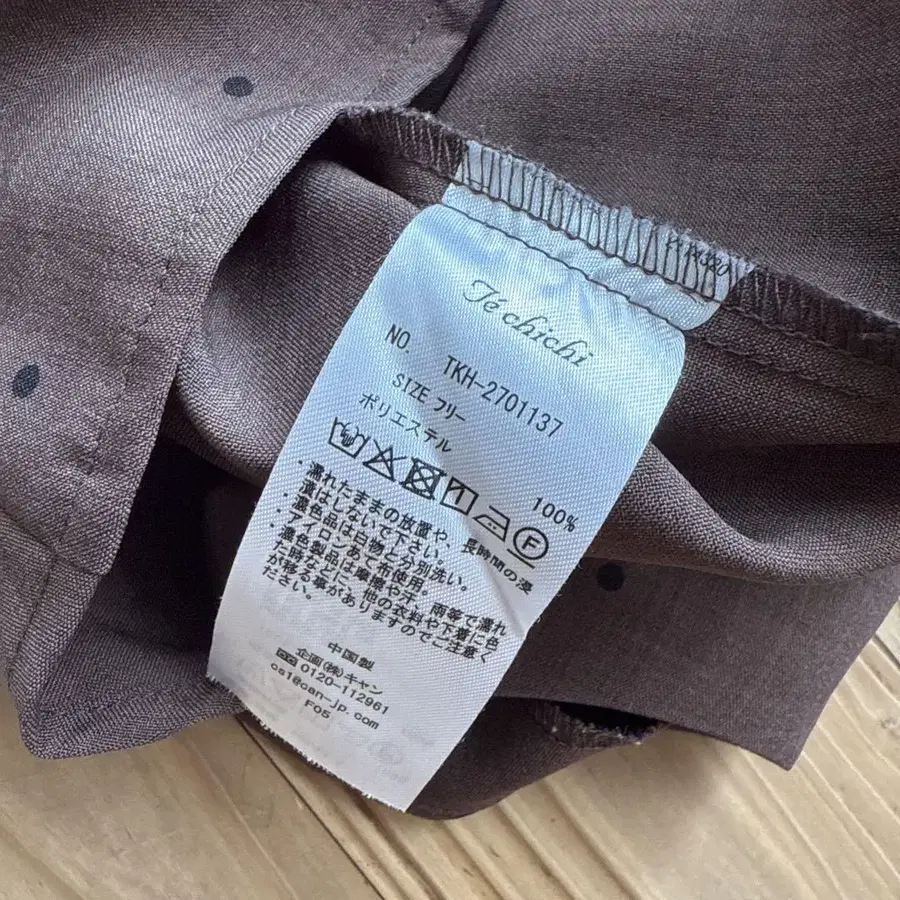 Té chichi
NO. TKH-2701137
SIZE フリー
ポリエステル 100%
F
・濡れたままの放置や、長時間の浸
漬はしないで下さい。
・濃色品は白物と分別洗い。
・アイロンあて布使用。
濃色製品は摩擦や汗、雨等で濡れ
た時などに、他の衣料や下着に色
が移る事がありますのでご注意く
ださい。
中国製
企画(株)キャン
0120-112961
cs1@can-jp.com
F05